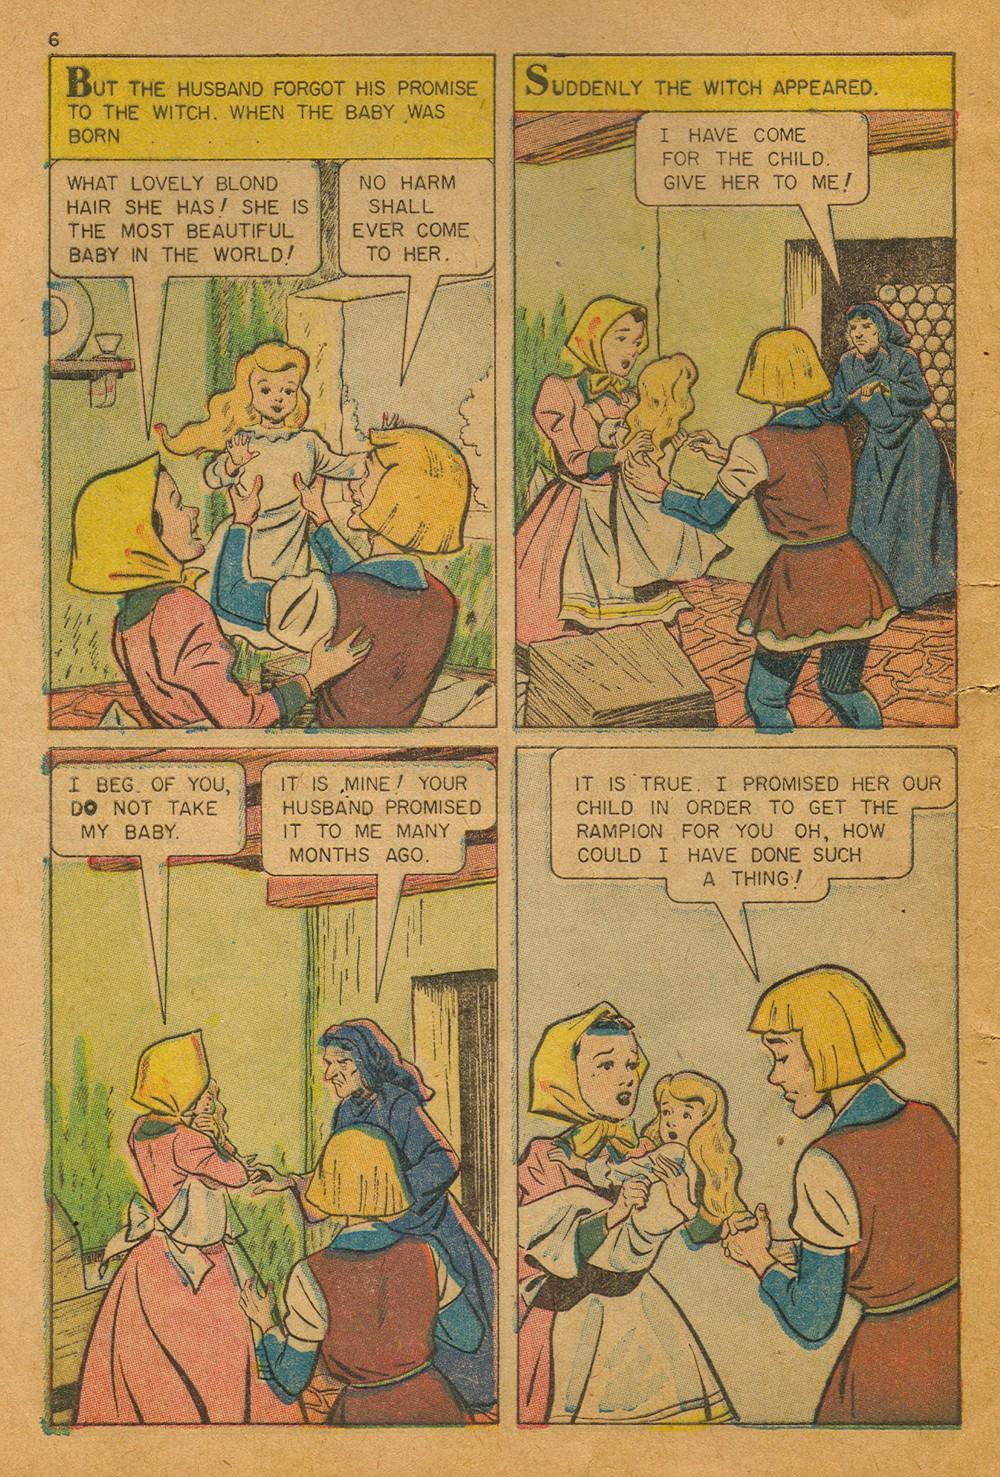 6
BUT THE HUSBAND FORGOT HIS PROMISE
TO THE WITCH. WHEN THE BABY WAS
BORN
WHAT LOVELY BLOND
HAIR SHE HAS! SHE IS
THE MOST BEAUTIFUL
BABY IN THE WORLD!
NO HARM
SHALL
EVER COME
TO HER.
SUDDENLY THE WITCH APPEARED.
I HAVE COME
FOR THE CHILD.
GIVE HER TO ME!
I BEG OF YOU,
DO NOT TAKE
MY BABY.
IT IS MINE! YOUR
HUSBAND PROMISED
IT TO ME MANY
MONTHS AGO.
IT IS TRUE. I PROMISED HER OUR
CHILD IN ORDER TO GET THE
RAMPION FOR YOU OH, HOW
COULD I HAVE DONE SUCH
A THING!